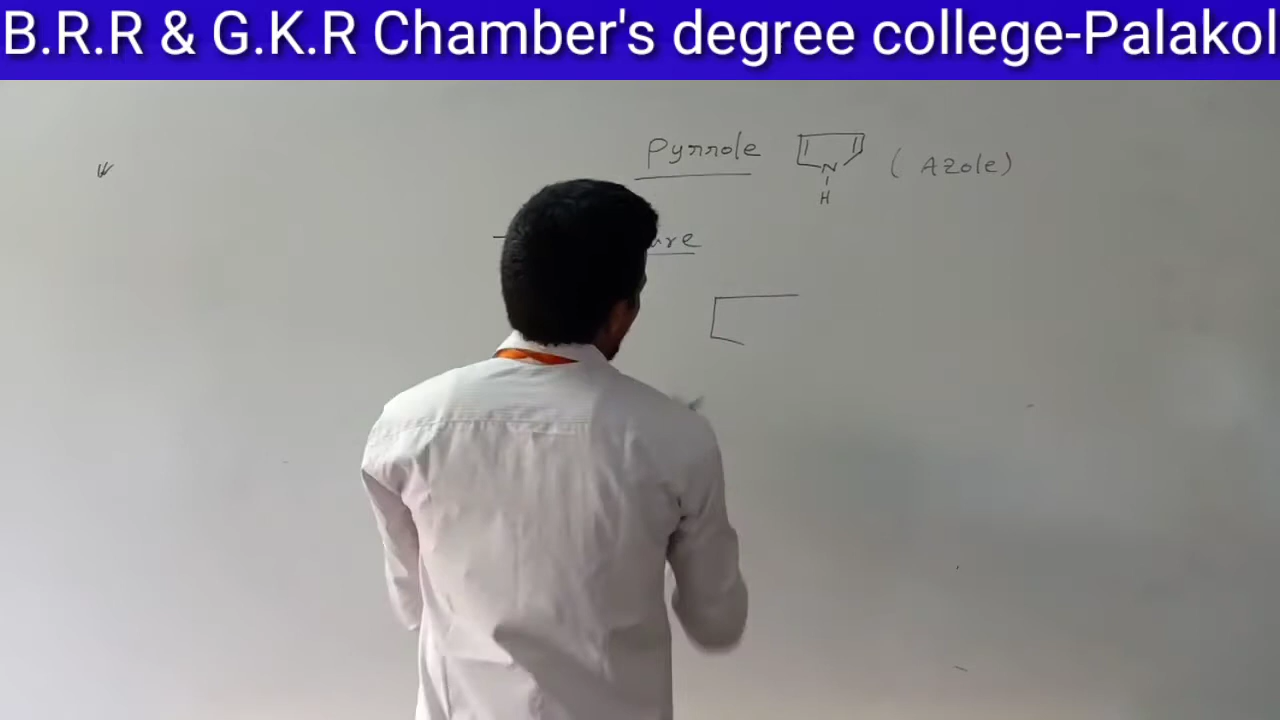 B.R.R & G.K.R Chamber's degree college-Palakol
Pyrrole
N
H
(Azole)